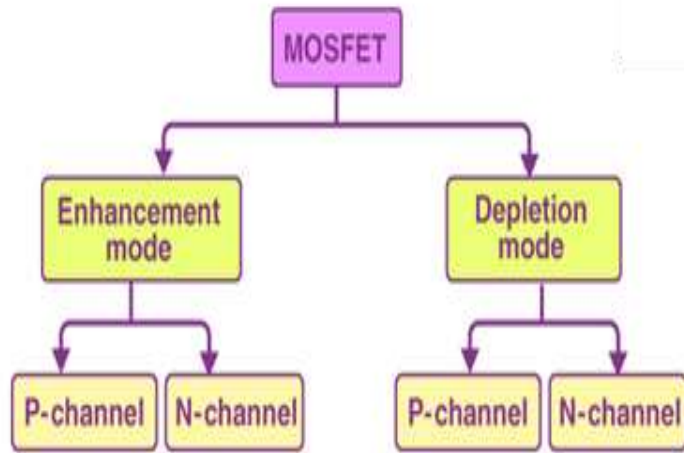 MOSFET
Enhancement
mode
Depletion
mode
P-channel
N-channel
P-channel
N-channel